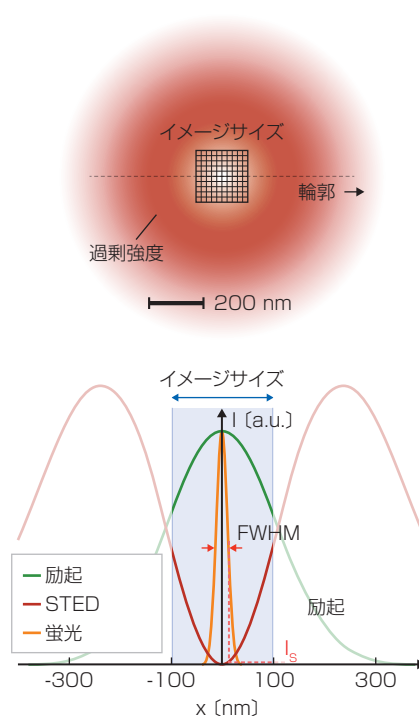 イメージサイズ
輪郭 →
過剰強度
200 nm
イメージサイズ
I〔a.u.〕
FWHM
励起
STED
蛍光
励起
Is
-300
-100
100
300
x〔nm〕